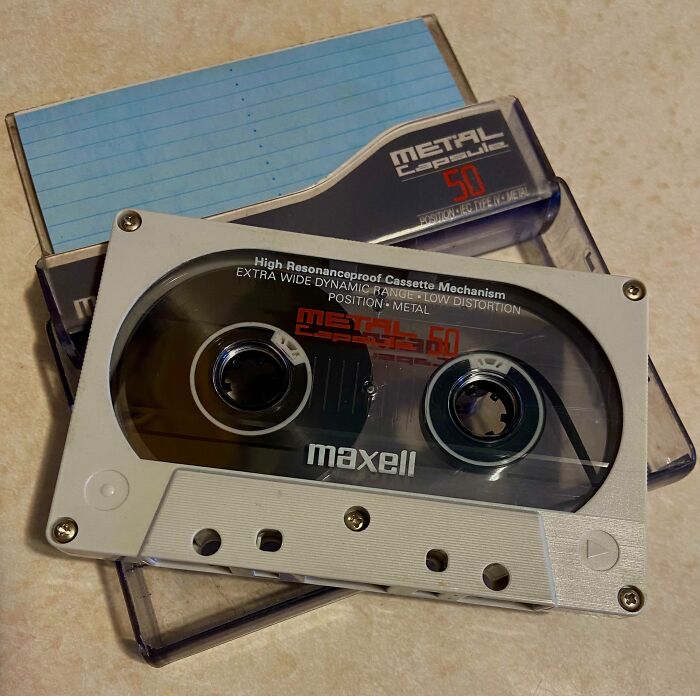 METAL
Capsule
50
POSITION • IEC TYPE IV • METAL
High Resonanceproof Cassette Mechanism
EXTRA WIDE DYNAMIC RANGE • LOW DISTORTION
POSITION • METAL
METAL
Capsule 50
maxell